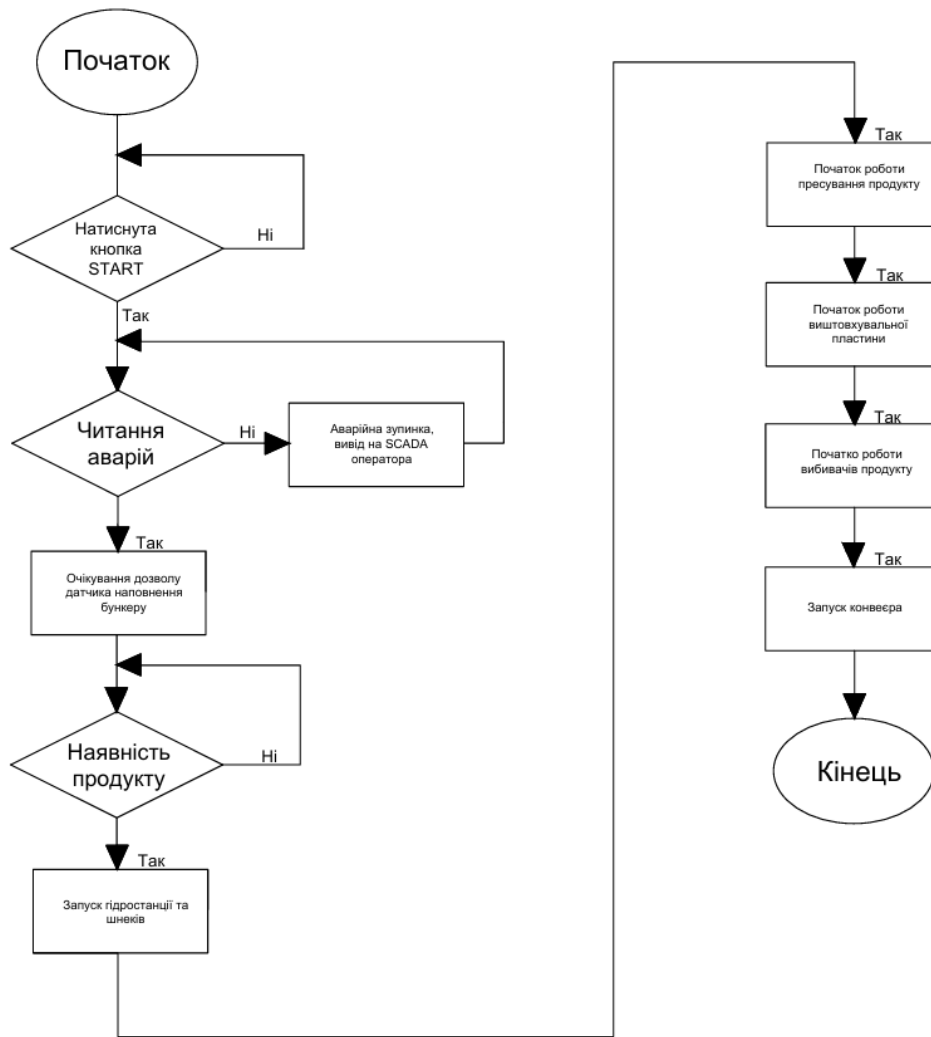 Початок
Натиснута
кнопка
START
Ні
Так
Читання
аварій
Ні
Аварійна зупинка,
вивід на SCADA
оператора
Так
Очікування дозволу
датчика наповнення
бункеру
Наявність
продукту
Ні
Так
Запуск гідростанції та
шнеків
Так
Початок роботи
пресування продукту
Так
Початок роботи
виштовхувальної
пластини
Так
Початко роботи
вибивачів продукту
Так
Запуск конвеєра
Кінець